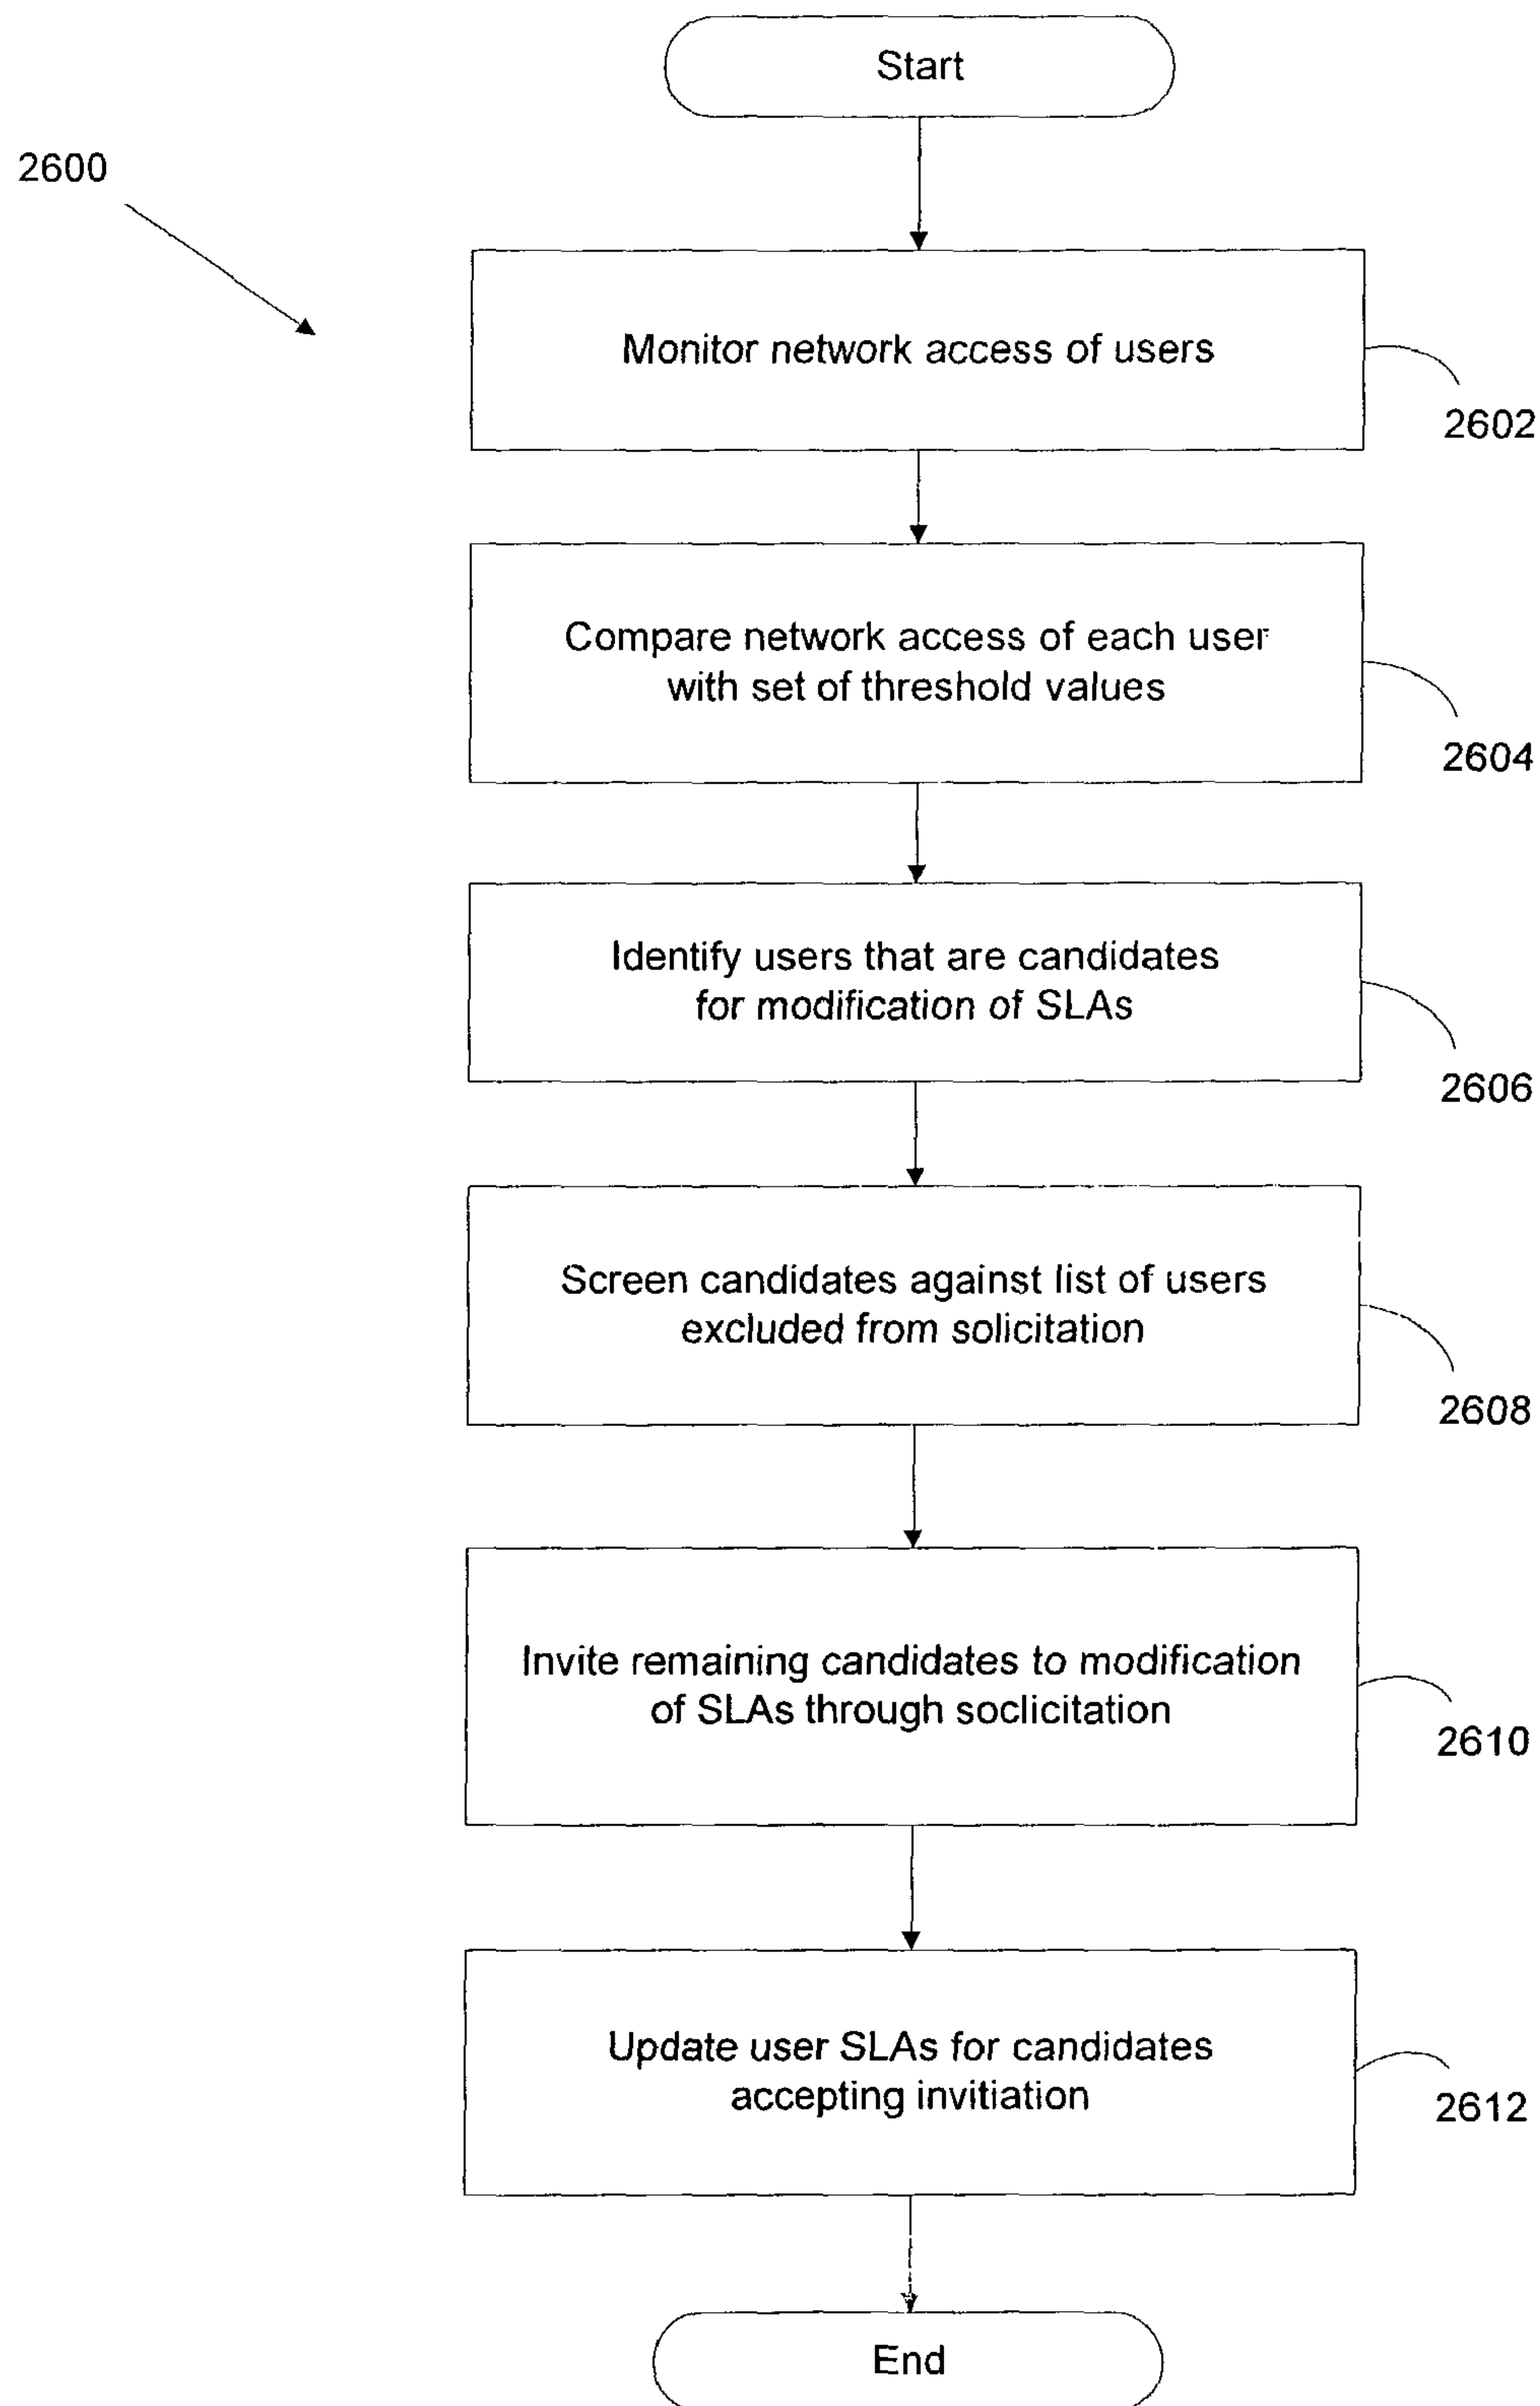 Start
2600
Monitor network access of users
2602
Compare network access of each user
with set of threshold values
2604
Identify users that are candidates
for modification of SLAs
2606
Screen candidates against list of users
excluded from solicitation
2608
Invite remaining candidates to modification
of SLAs through soclicitation
2610
Update user SLAs for candidates
accepting invitiation
2612
End